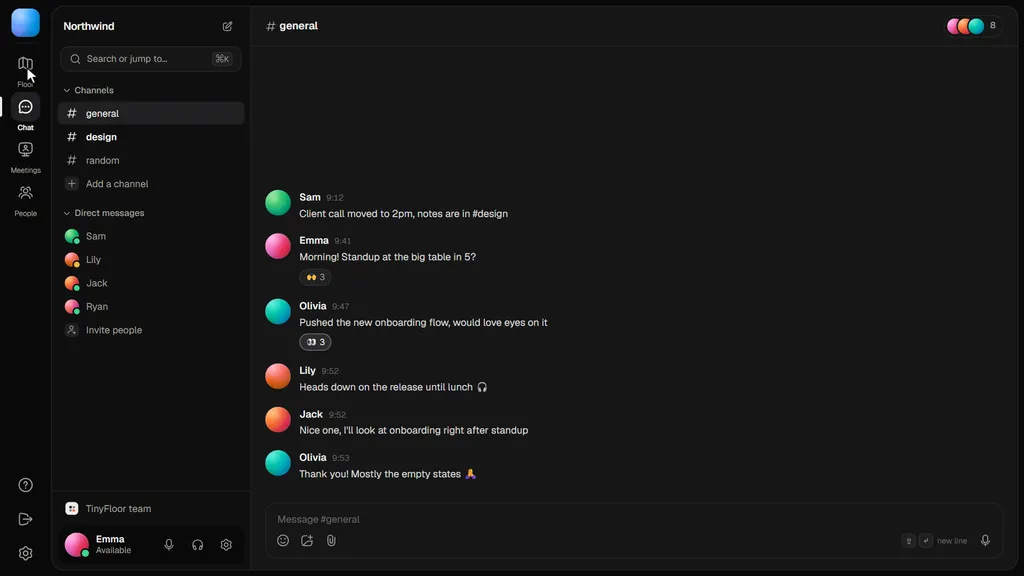 Floor
Chat
Meetings
People
Northwind
Search or jump to...
⌘K
Channels
# general
# design
# random
+ Add a channel
Direct messages
Sam
Lily
Jack
Ryan
Invite people
TinyFloor team
Emma
Available
# general
8
Sam 9:12
Client call moved to 2pm, notes are in #design
Emma 9:41
Morning! Standup at the big table in 5?
🙌 3
Olivia 9:47
Pushed the new onboarding flow, would love eyes on it
👀 3
Lily 9:52
Heads down on the release until lunch 🎧
Jack 9:52
Nice one, I'll look at onboarding right after standup
Olivia 9:53
Thank you! Mostly the empty states 🙏
Message #general
⇧ ↵ new line